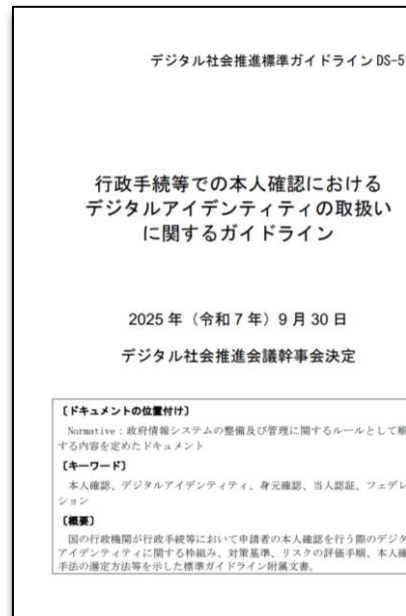 デジタル社会推進標準ガイドライン DS-5
行政手続等での本人確認における
デジタルアイデンティティの取扱い
に関するガイドライン
2025 年（令和７年）9 月 30 日
デジタル社会推進会議幹事会決定
〔ドキュメントの位置付け〕
Normative：政府情報システムの整備及び管理に関するルールとして順
する内容を定めたドキュメント
〔キーワード〕
本人確認、デジタルアイデンティティ、身元確認、当人認証、フェデレ
ション
〔概要〕
国の行政機関が行政手続等において申請者の本人確認を行う際のデジタ
アイデンティティに関する枠組み、対策基準、リスクの評価手順、本人確
手法の選定方法等を示した標準ガイドライン附属文書。